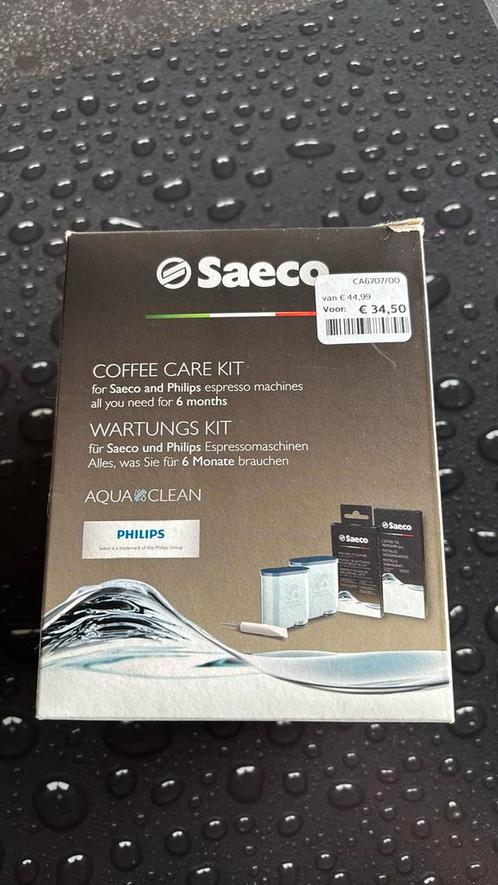 Saeco
CA6707/00
van € 44,99
Voor: € 34,50
COFFEE CARE KIT
for Saeco and Philips espresso machines
all you need for 6 months
WARTUNGS KIT
für Saeco und Philips Espressomaschinen
Alles, was Sie für 6 Monate brauchen
AQUA CLEAN
PHILIPS
Saeco is a trademark of the Philips Group
Saeco
Saeco
COFFEE OIL